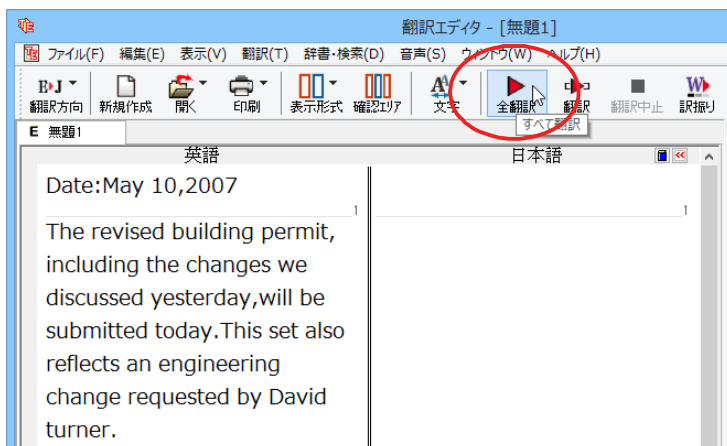 翻訳エディタ - [無題1]
ファイル(F) 編集(E) 表示(V) 翻訳(T) 辞書・検索(D) 音声(S) ウィンドウ(W) ヘルプ(H)
翻訳方向 新規作成 開く 印刷 表示形式 確認エリア 文字 全翻訳 翻訳 翻訳中止 訳振り
すべて翻訳
E 無題1
英語 日本語
Date:May 10,2007
1 1
The revised building permit,
including the changes we
discussed yesterday,will be
submitted today.This set also
reflects an engineering
change requested by David
turner.